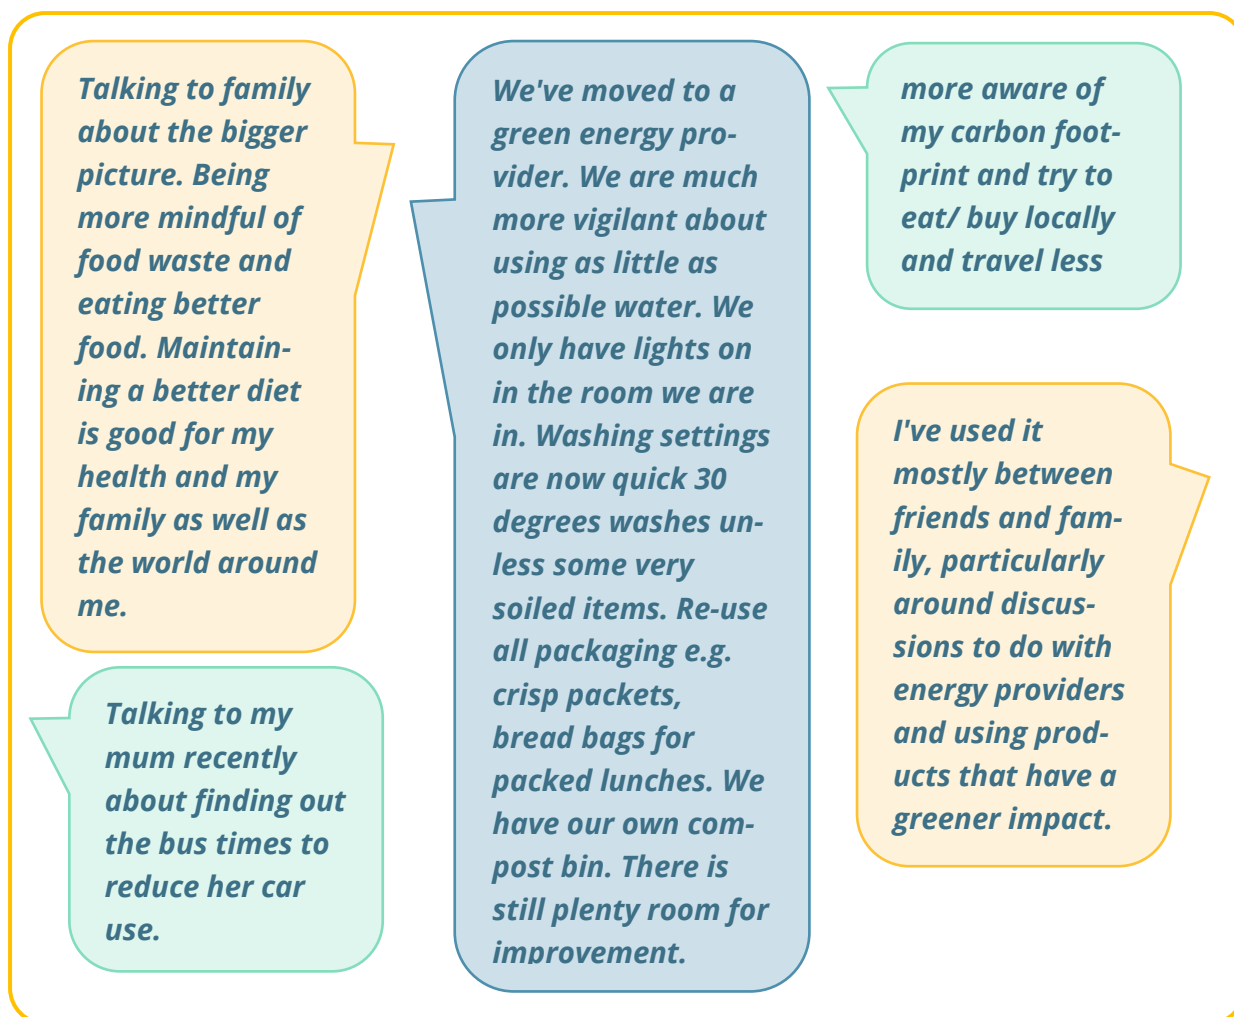 Talking to family
about the bigger
picture. Being
more mindful of
food waste and
eating better
food. Maintain-
ing a better diet
is good for my
health and my
family as well as
the world around
me.
Talking to my
mum recently
about finding out
the bus times to
reduce her car
use.
We've moved to a
green energy pro-
vider. We are much
more vigilant about
using as little as
possible water. We
only have lights on
in the room we are
in. Washing settings
are now quick 30
degrees washes un-
less some very
soiled items. Re-use
all packaging e.g.
crisp packets,
bread bags for
packed lunches. We
have our own com-
post bin. There is
still plenty room for
improvement.
more aware of
my carbon foot-
print and try to
eat/ buy locally
and travel less
I've used it
mostly between
friends and fam-
ily, particularly
around discus-
sions to do with
energy providers
and using prod-
ucts that have a
greener impact.